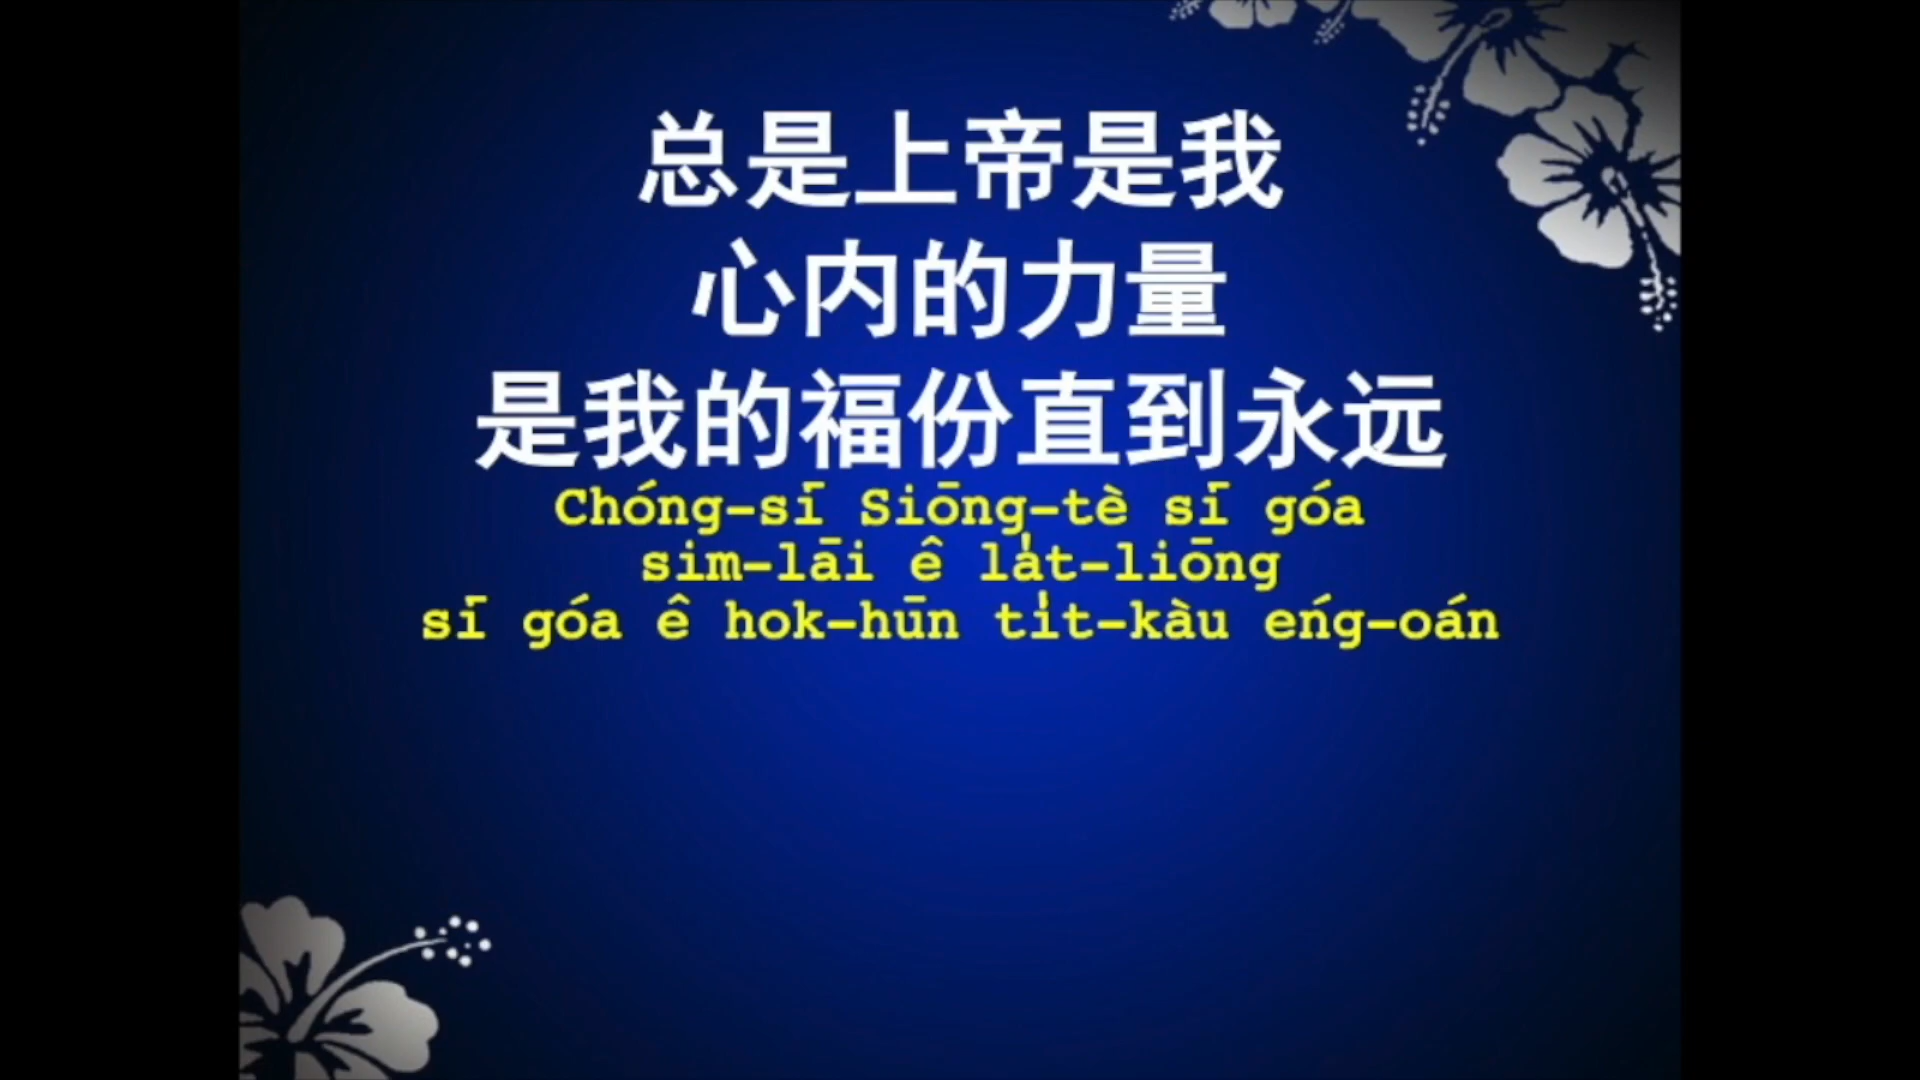 总是上帝是我
心内的力量
是我的福份直到永远
Chóng-sī Siōng-tè sī góa
sim-lāi ê la̍t-liōng
sī góa ê hok-hūn ti̍t-kàu eńg-oán